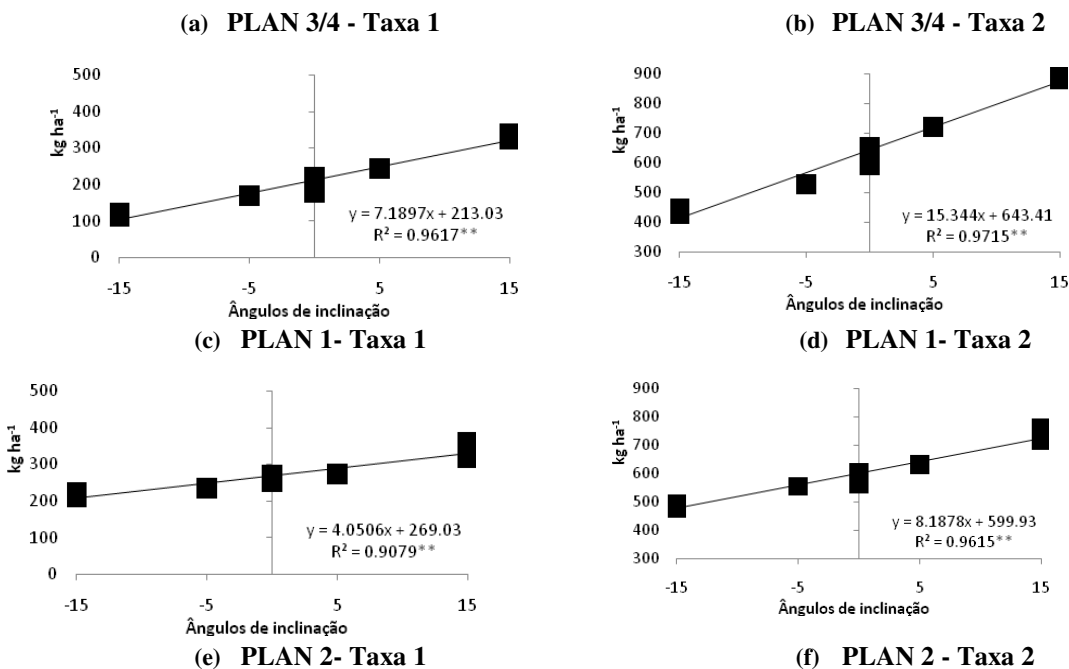 (a) PLAN 3/4 - Taxa 1
(b) PLAN 3/4 - Taxa 2
500
400
300
200
100
0
kg ha⁻¹
y = 7.1897x + 213.03
R² = 0.9617**
-15
-5
5
15
Ângulos de inclinação
900
800
700
600
500
400
300
kg ha⁻¹
y = 15.344x + 643.41
R² = 0.9715**
-15
-5
5
15
Ângulos de inclinação
(c) PLAN 1- Taxa 1
(d) PLAN 1- Taxa 2
500
400
300
200
100
0
kg ha⁻¹
y = 4.0506x + 269.03
R² = 0.9079**
-15
-5
5
15
Ângulos de inclinação
900
800
700
600
500
400
300
kg ha⁻¹
y = 8.1878x + 599.93
R² = 0.9615**
-15
-5
5
15
Ângulos de inclinação
(e) PLAN 2- Taxa 1
(f) PLAN 2 - Taxa 2